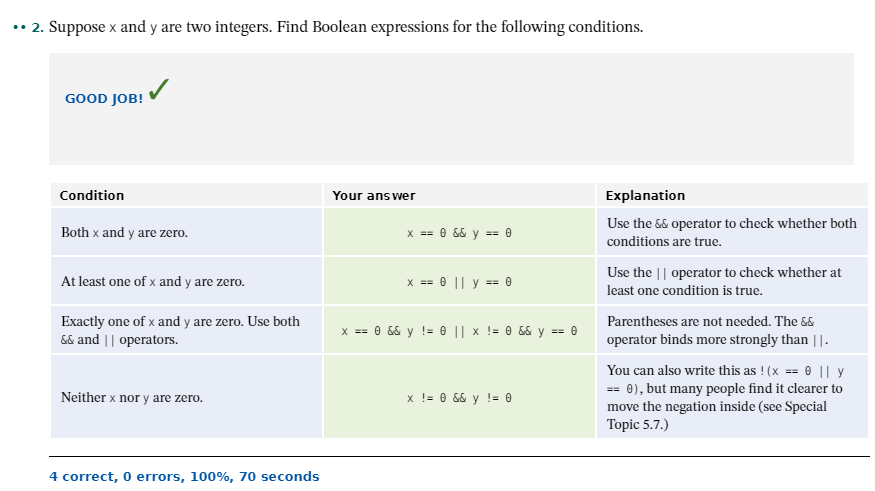 •• 2. Suppose x and y are two integers. Find Boolean expressions for the following conditions.
GOOD JOB! ✓
Condition Your answer Explanation
Both x and y are zero.
x == 0 && y == 0
Use the && operator to check whether both
conditions are true.
At least one of x and y are zero.
x == 0 || y == 0
Use the || operator to check whether at
least one condition is true.
Exactly one of x and y are zero. Use both
&& and || operators.
x == 0 && y != 0 || x != 0 && y == 0
Parentheses are not needed. The &&
operator binds more strongly than ||.
Neither x nor y are zero.
x != 0 && y != 0
You can also write this as !(x == 0 || y
== 0), but many people find it clearer to
move the negation inside (see Special
Topic 5.7.)
4 correct, 0 errors, 100%, 70 seconds